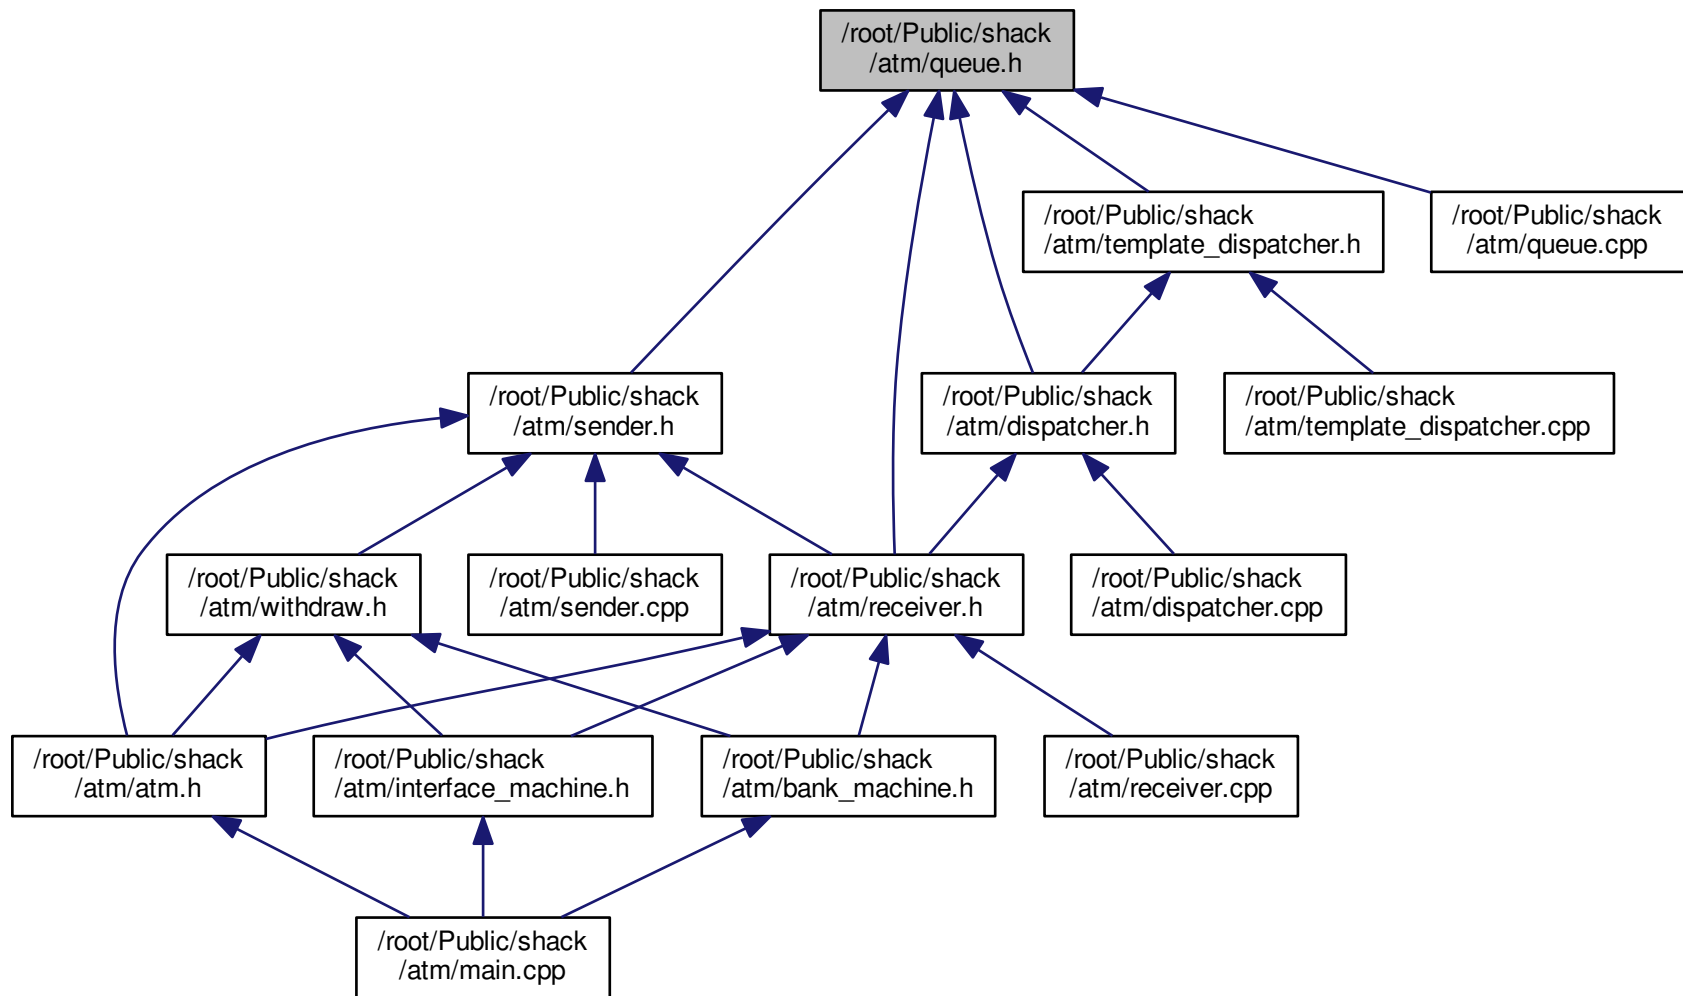 /root/Public/shack
/atm/queue.h
/root/Public/shack
/atm/template_dispatcher.h
/root/Public/shack
/atm/queue.cpp
/root/Public/shack
/atm/sender.h
/root/Public/shack
/atm/dispatcher.h
/root/Public/shack
/atm/template_dispatcher.cpp
/root/Public/shack
/atm/withdraw.h
/root/Public/shack
/atm/sender.cpp
/root/Public/shack
/atm/receiver.h
/root/Public/shack
/atm/dispatcher.cpp
/root/Public/shack
/atm/atm.h
/root/Public/shack
/atm/interface_machine.h
/root/Public/shack
/atm/bank_machine.h
/root/Public/shack
/atm/receiver.cpp
/root/Public/shack
/atm/main.cpp